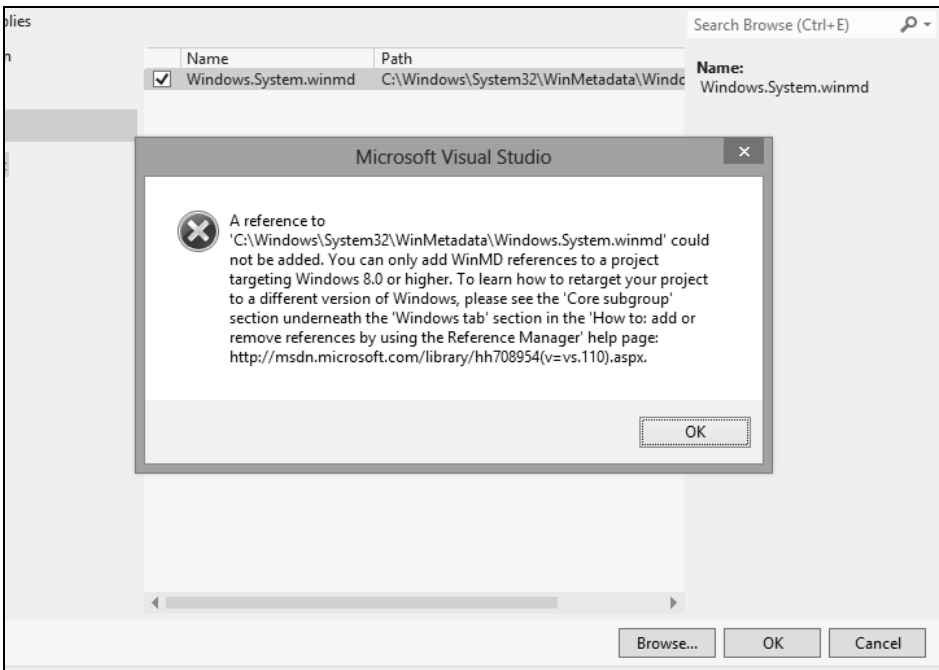 plies
Search Browse (Ctrl+E)
Name Path
Windows.System.winmd C:\Windows\System32\WinMetadata\Windo
Name:
Windows.System.winmd
Microsoft Visual Studio
A reference to
'C:\Windows\System32\WinMetadata\Windows.System.winmd' could
not be added. You can only add WinMD references to a project
targeting Windows 8.0 or higher. To learn how to retarget your project
to a different version of Windows, please see the 'Core subgroup'
section underneath the 'Windows tab' section in the 'How to: add or
remove references by using the Reference Manager' help page:
http://msdn.microsoft.com/library/hh708954(v=vs.110).aspx.
OK
Browse... OK Cancel